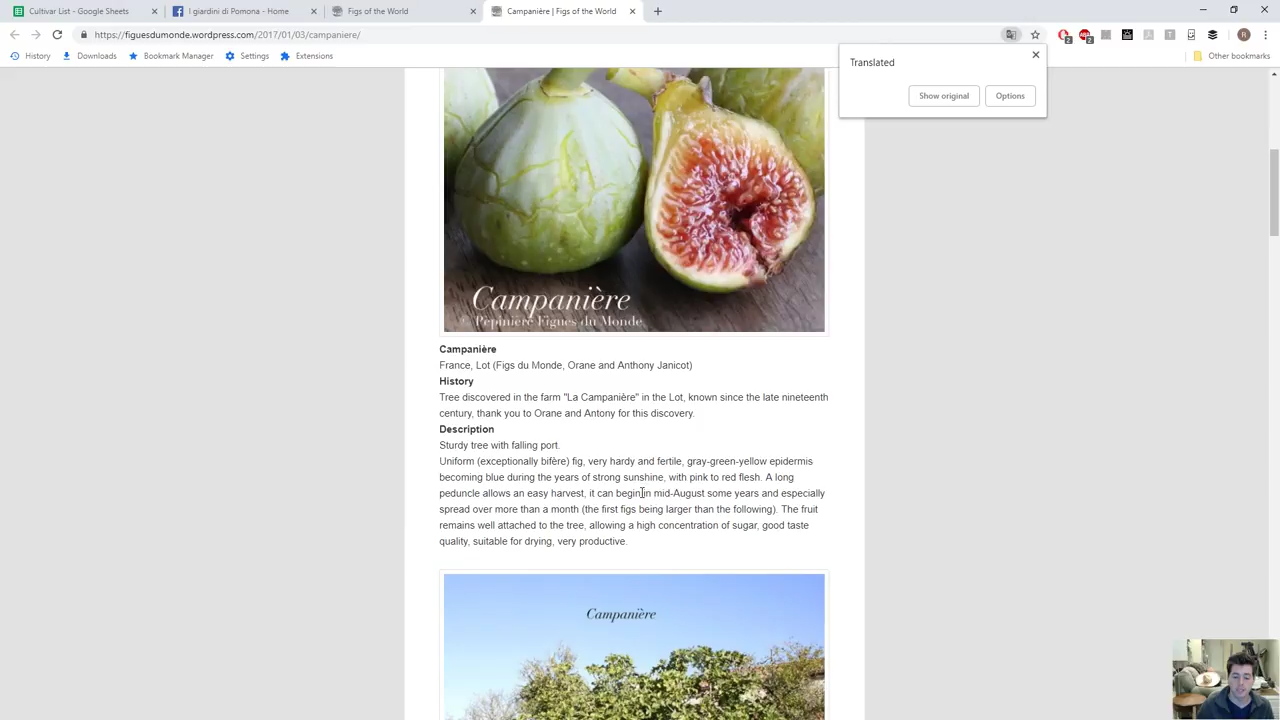 Cultivar List - Google Sheets
I giardini di Pomona - Home
Figs of the World
Campanière | Figs of the World
https://figuesdumonde.wordpress.com/2017/01/03/campaniere/
History
Downloads
Bookmark Manager
Settings
Extensions
Other bookmarks
Translated
Show original
Options
Campanière
Pépinière Figues du Monde
Campanière
France, Lot (Figs du Monde, Orane and Anthony Janicot)
History
Tree discovered in the farm "La Campanière" in the Lot, known since the late nineteenth
century, thank you to Orane and Antony for this discovery.
Description
Sturdy tree with falling port.
Uniform (exceptionally bifère) fig, very hardy and fertile, gray-green-yellow epidermis
becoming blue during the years of strong sunshine, with pink to red flesh. A long
peduncle allows an easy harvest, it can begin in mid-August some years and especially
spread over more than a month (the first figs being larger than the following). The fruit
remains well attached to the tree, allowing a high concentration of sugar, good taste
quality, suitable for drying, very productive.
Campanière